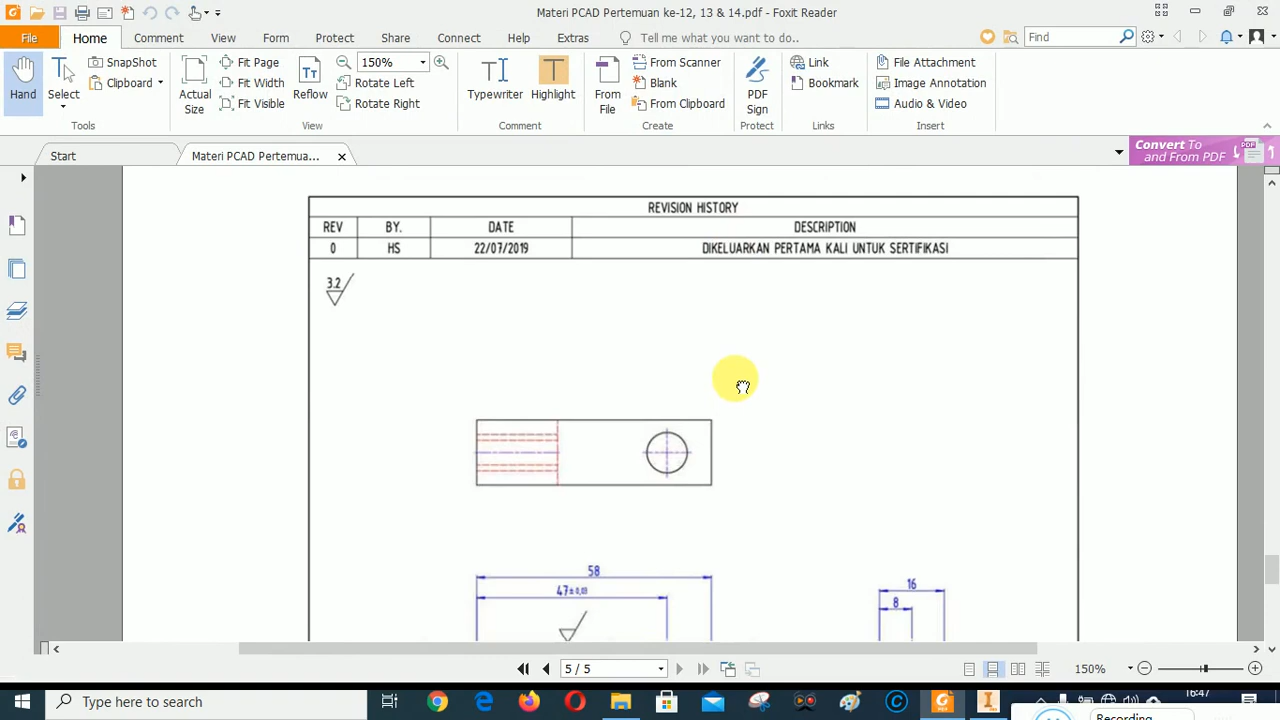 Materi PCAD Pertemuan ke-12, 13 & 14.pdf - Foxit Reader
File Home Comment View Form Protect Share Connect Help Extras Tell me what you want to do.. Find
Hand
Select
SnapShot
Clipboard
Tools
Actual Size
Fit Page
Fit Width
Fit Visible
Reflow
150%
Rotate Left
Rotate Right
View
Typewriter
Highlight
Comment
From File
From Scanner
Blank
From Clipboard
Create
PDF Sign
Protect
Link
Bookmark
Links
File Attachment
Image Annotation
Audio & Video
Insert
Start
Materi PCAD Pertemua...
Convert To
and From PDF
PDF
REVISION HISTORY
REV BY. DATE DESCRIPTION
0 HS 22/07/2019 DIKELUARKAN PERTAMA KALI UNTUK SERTIFIKASI
3.2
58
47±0,03
16
8
5 / 5
150%
Type here to search
16:47
Recording